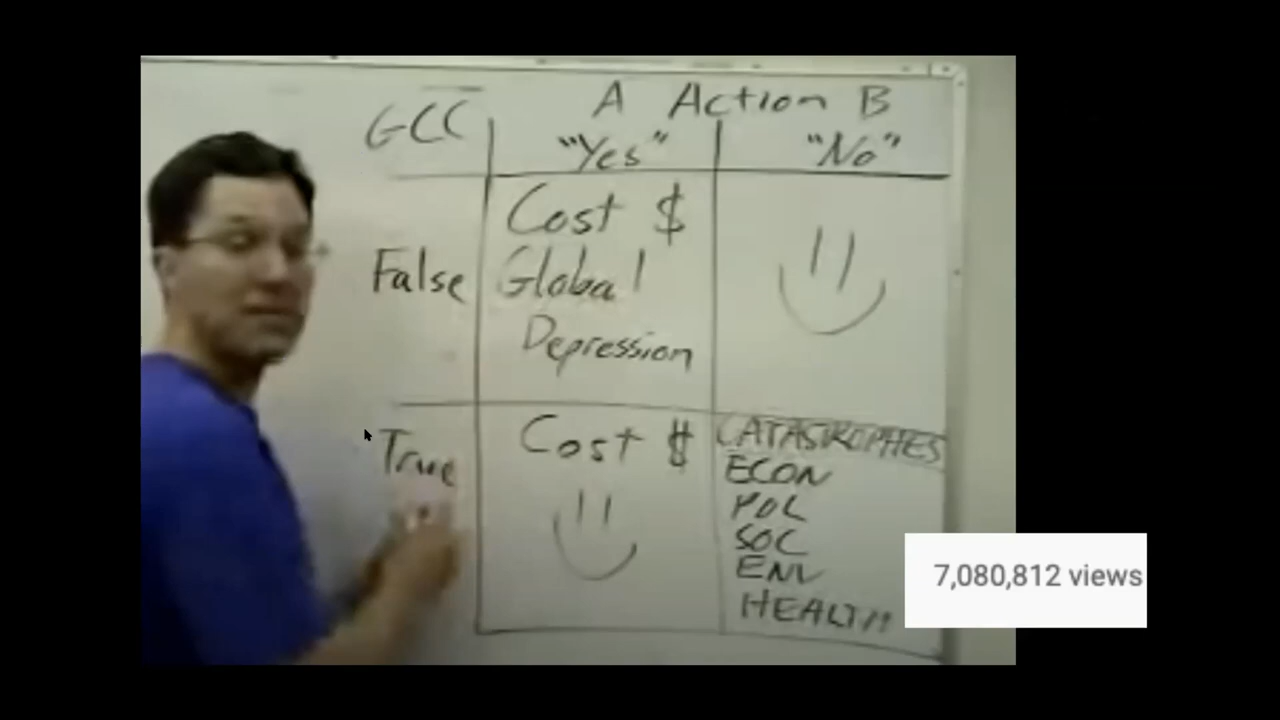 GCC A Action B
"Yes" "No"
Cost $
False Global
Depression
True Cost $ CATASTROPHES
ECON
POL
SOC
ENV
HEALTH
7,080,812 views